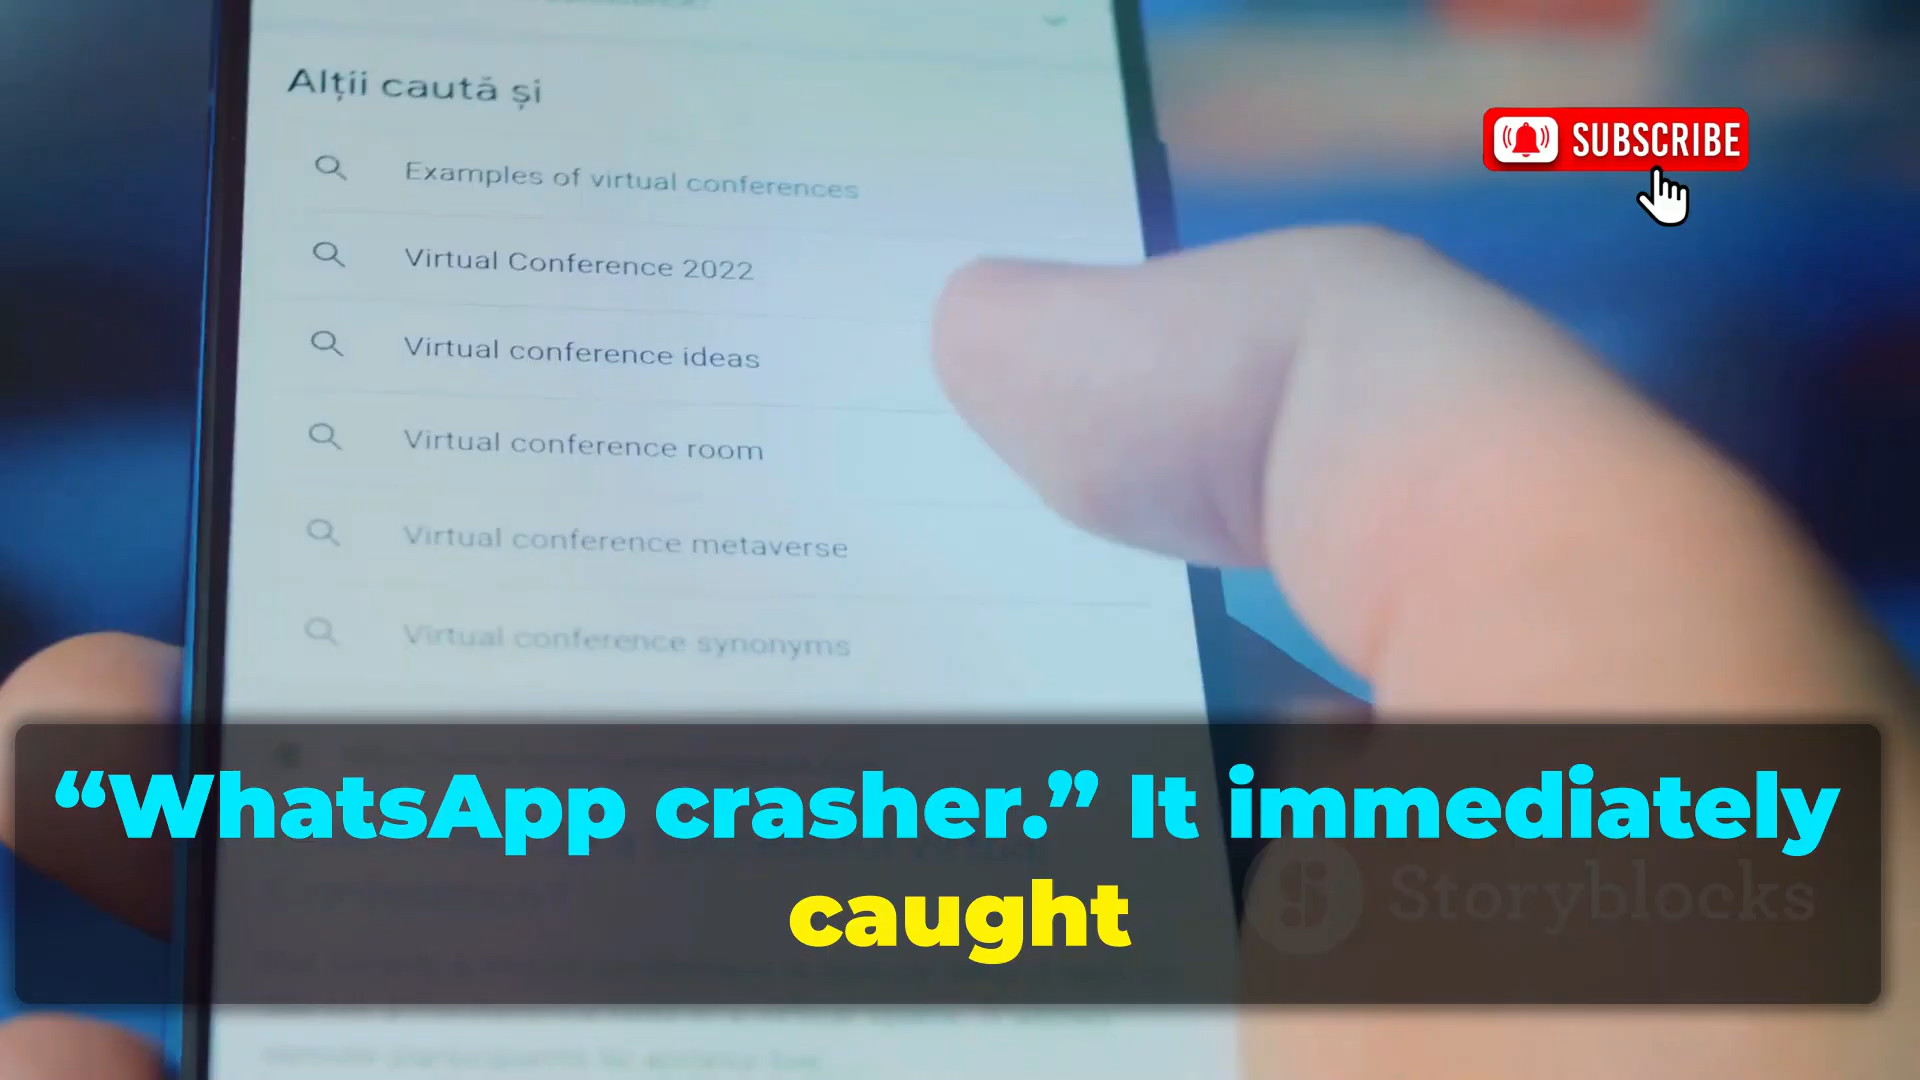 Alții caută și
SUBSCRIBE
Examples of virtual conferences
Virtual Conference 2022
Virtual conference ideas
Virtual conference room
Virtual conference metaverse
Virtual conference synonyms
“WhatsApp crasher.” It immediately
caught
Storyblocks